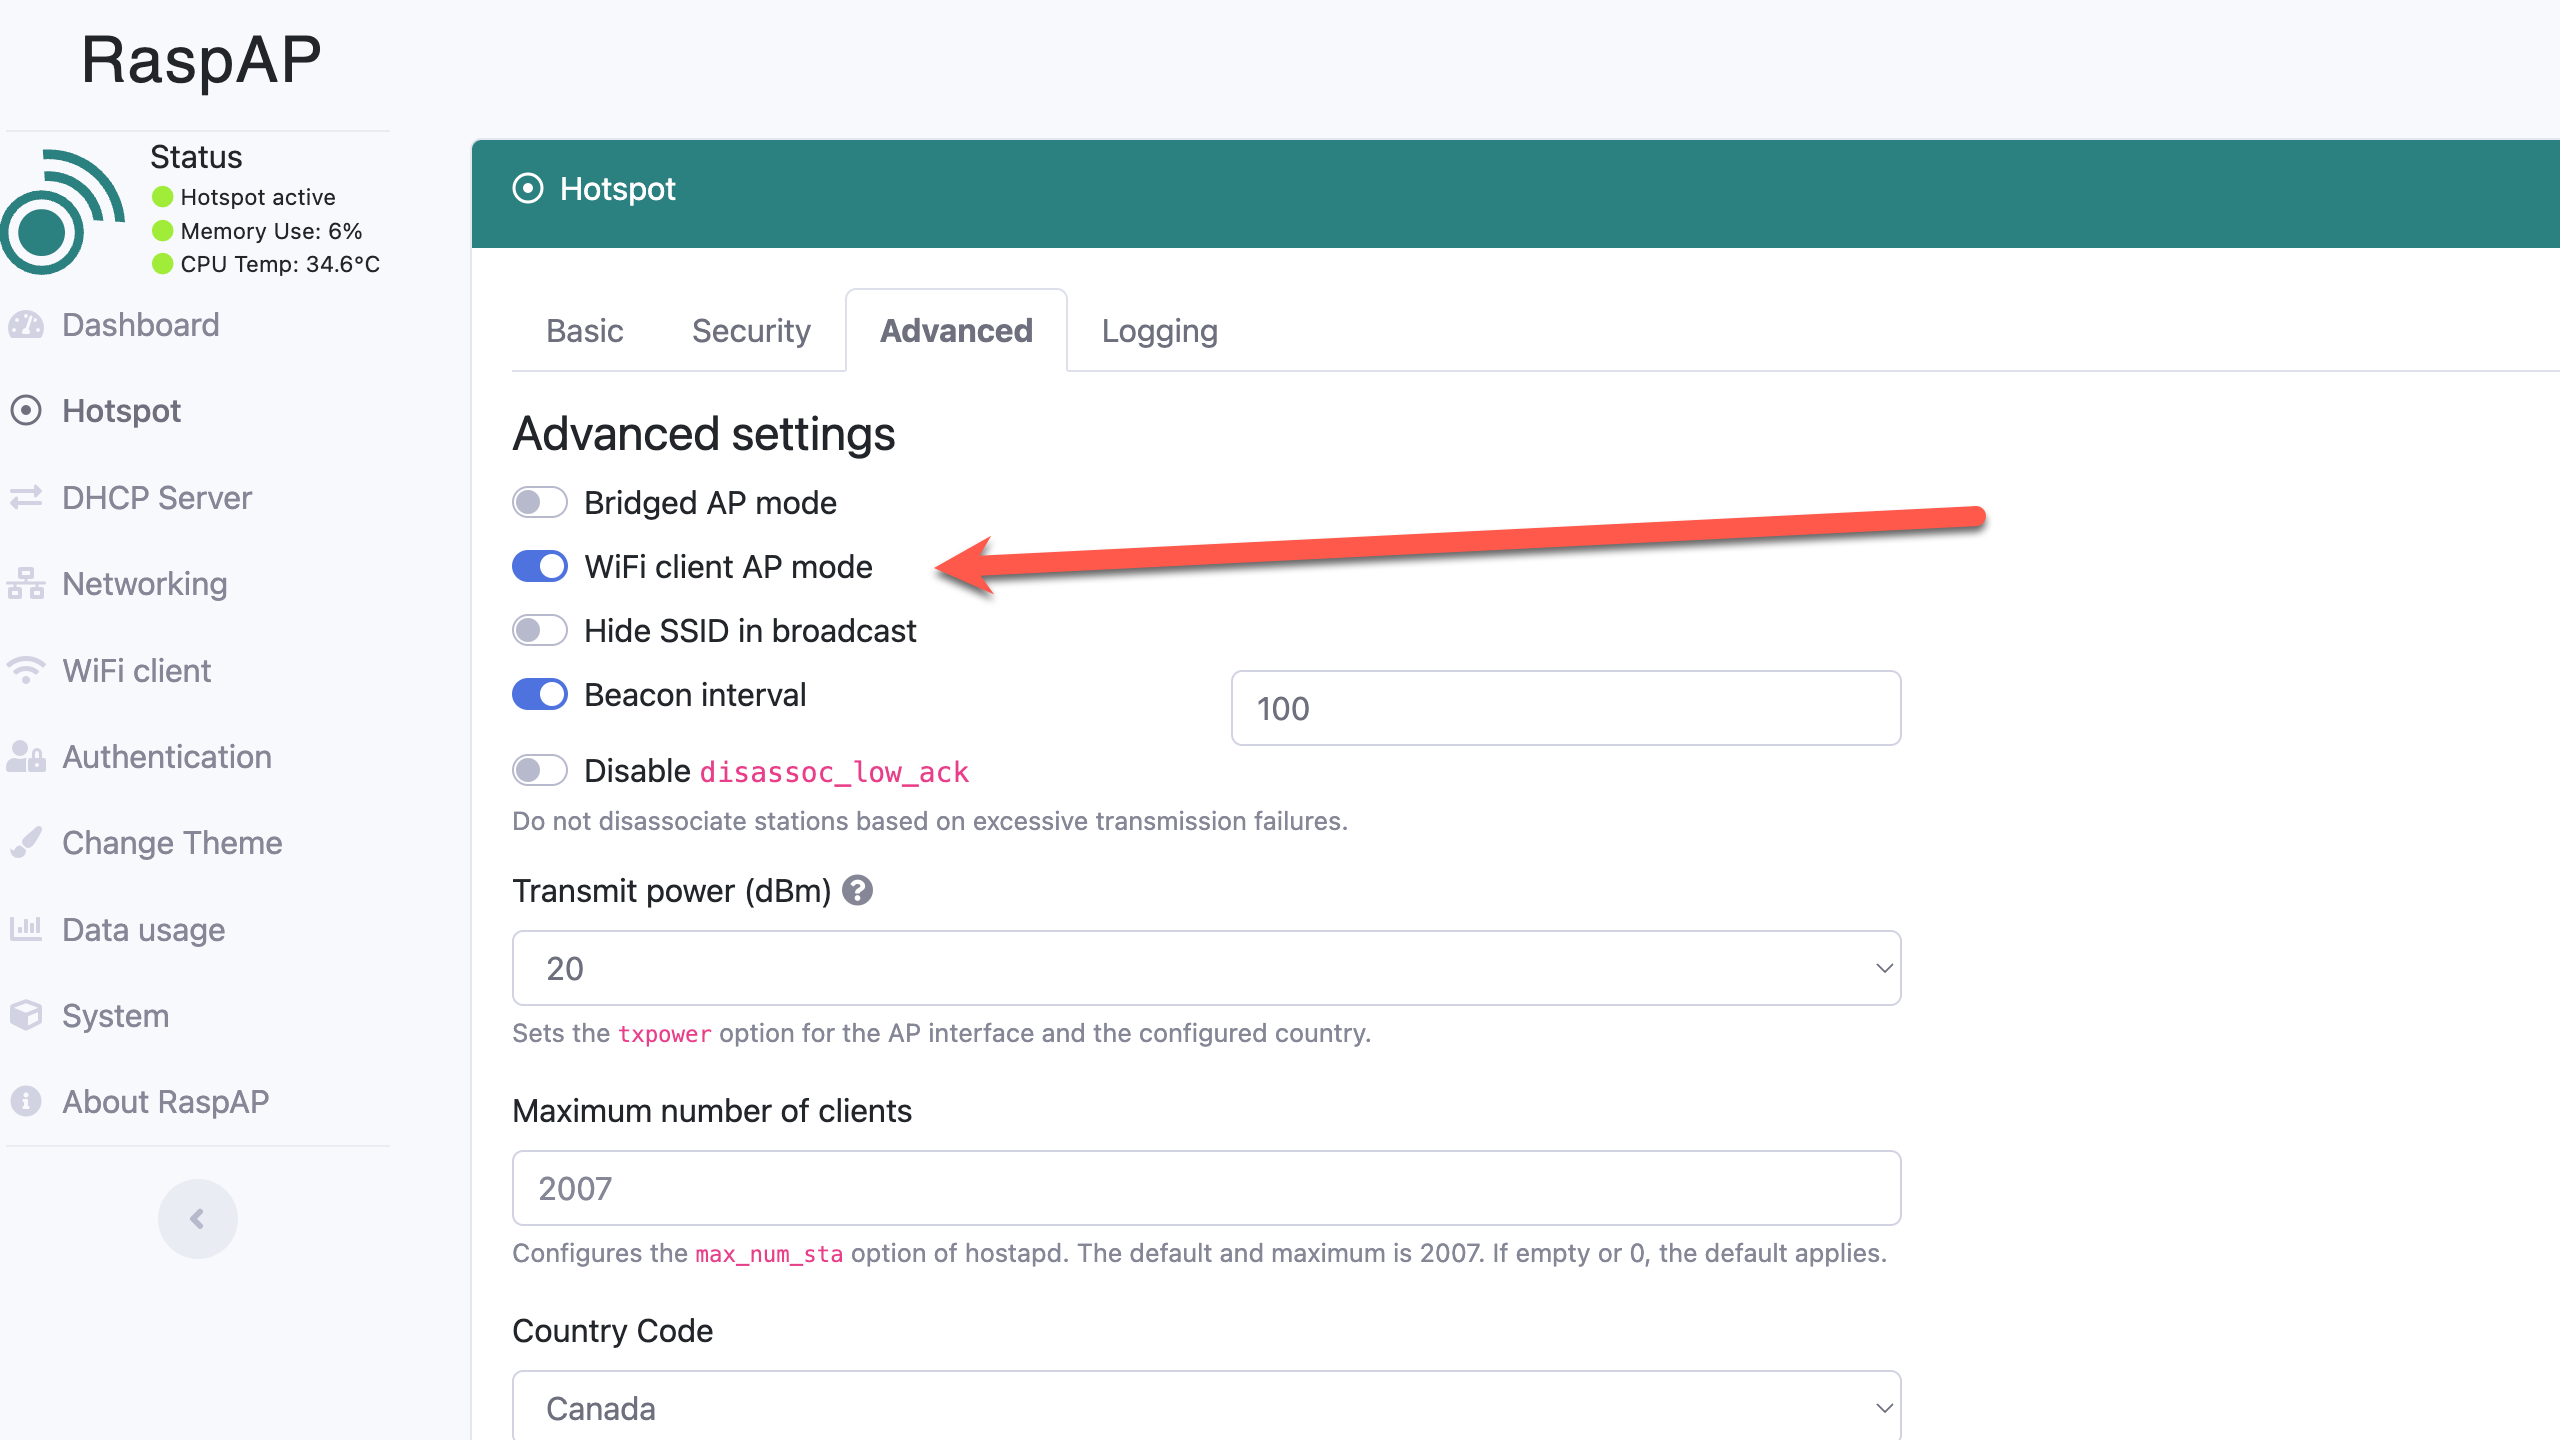 RaspAP
Status
Hotspot active
Memory Use: 6%
CPU Temp: 34.6°C
Dashboard
Hotspot
DHCP Server
Networking
WiFi client
Authentication
Change Theme
Data usage
System
About RaspAP
Hotspot
Basic Security Advanced Logging
Advanced settings
Bridged AP mode
WiFi client AP mode
Hide SSID in broadcast
Beacon interval 100
Disable disassoc_low_ack
Do not disassociate stations based on excessive transmission failures.
Transmit power (dBm) ?
20
Sets the txpower option for the AP interface and the configured country.
Maximum number of clients
2007
Configures the max_num_sta option of hostapd. The default and maximum is 2007. If empty or 0, the default applies.
Country Code
Canada